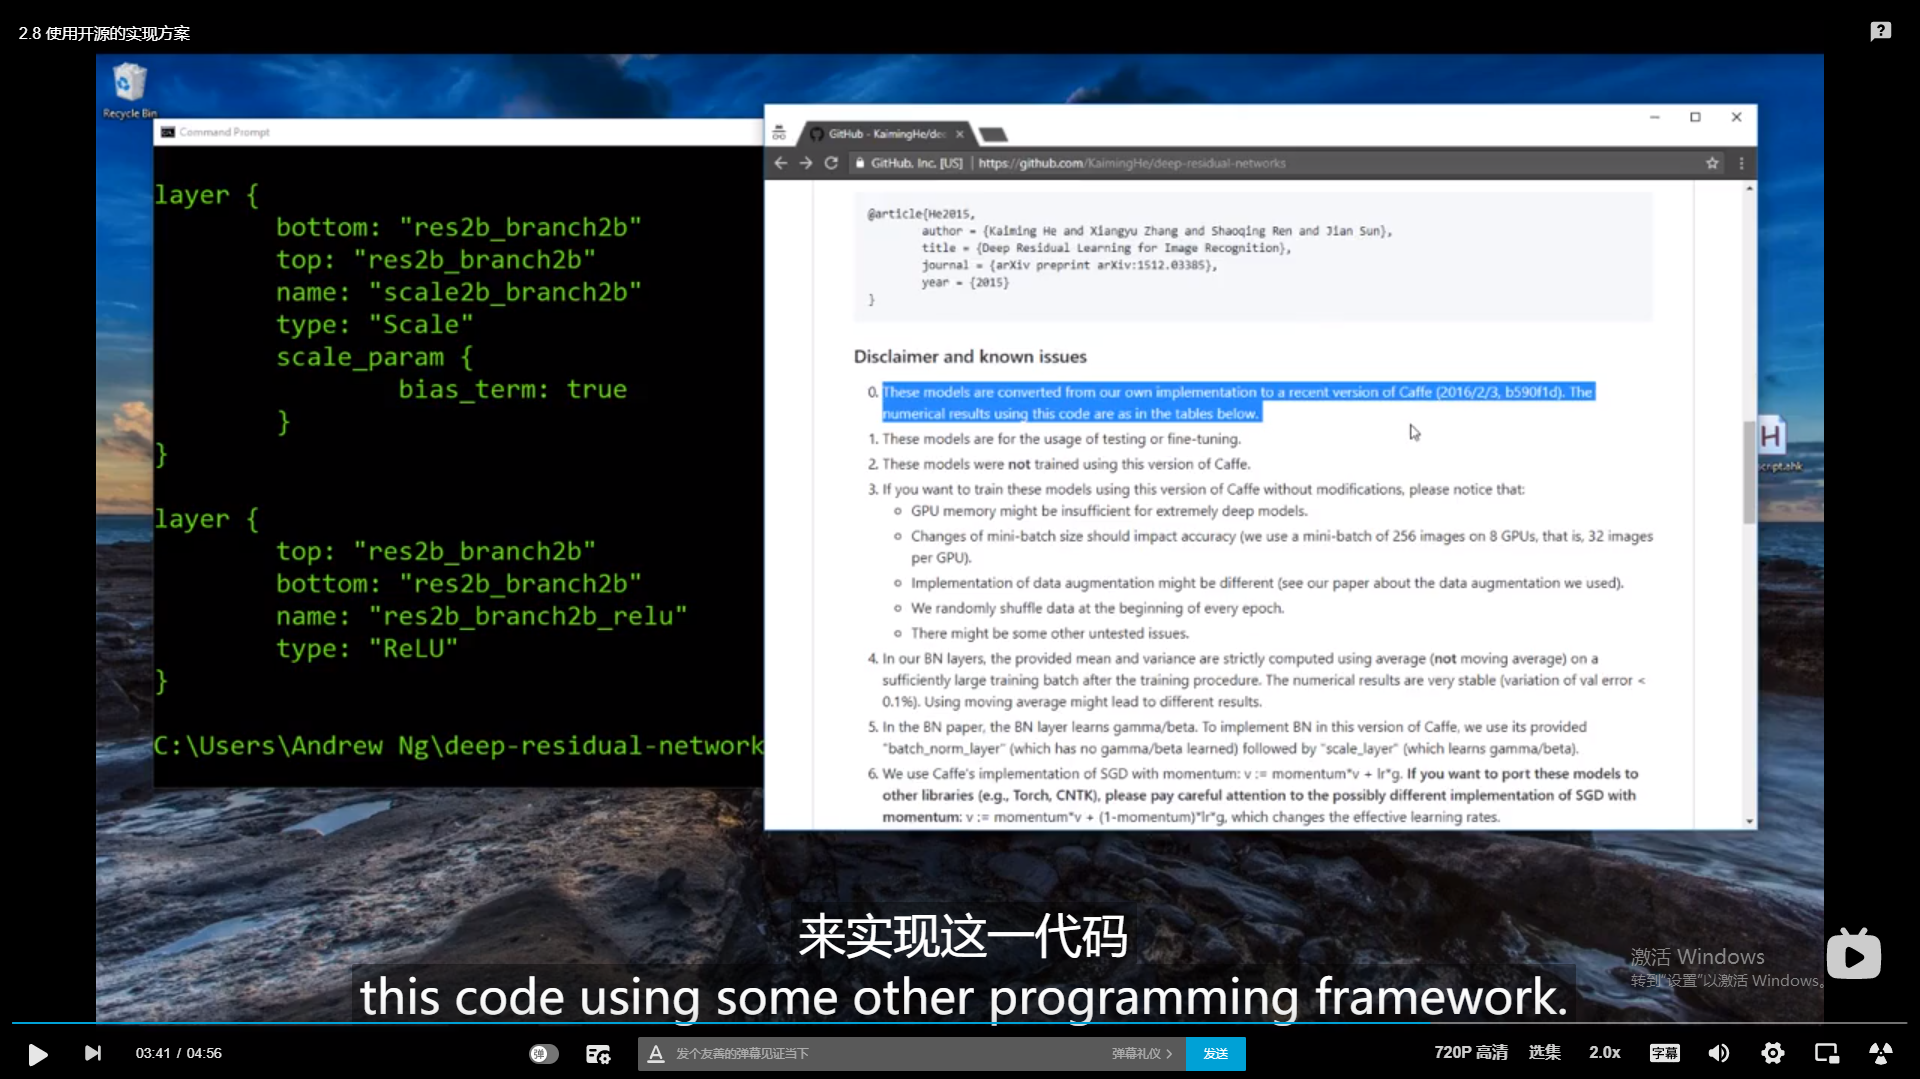 2.8 使用开源的实现方案
Recycle Bin
Command Prompt
layer {
bottom: "res2b_branch2b"
top: "res2b_branch2b"
name: "scale2b_branch2b"
type: "Scale"
scale_param {
bias_term: true
}
}
layer {
top: "res2b_branch2b"
bottom: "res2b_branch2b"
name: "res2b_branch2b_relu"
type: "ReLU"
}
C:\Users\Andrew Ng\deep-residual-network
GitHub - KaimingHe/dee
GitHub, Inc. [US] | https://github.com/KaimingHe/deep-residual-networks
@article{He2015,
author = {Kaiming He and Xiangyu Zhang and Shaoqing Ren and Jian Sun},
title = {Deep Residual Learning for Image Recognition},
journal = {arXiv preprint arXiv:1512.03385},
year = {2015}
}
Disclaimer and known issues
0. These models are converted from our own implementation to a recent version of Caffe (2016/2/3, b590f1d). The
numerical results using this code are as in the tables below.
1. These models are for the usage of testing or fine-tuning.
2. These models were not trained using this version of Caffe.
3. If you want to train these models using this version of Caffe without modifications, please notice that:
GPU memory might be insufficient for extremely deep models.
Changes of mini-batch size should impact accuracy (we use a mini-batch of 256 images on 8 GPUs, that is, 32 images
per GPU).
Implementation of data augmentation might be different (see our paper about the data augmentation we used).
We randomly shuffle data at the beginning of every epoch.
There might be some other untested issues.
4. In our BN layers, the provided mean and variance are strictly computed using average (not moving average) on a
sufficiently large training batch after the training procedure. The numerical results are very stable (variation of val error <
0.1%). Using moving average might lead to different results.
5. In the BN paper, the BN layer learns gamma/beta. To implement BN in this version of Caffe, we use its provided
"batch_norm_layer" (which has no gamma/beta learned) followed by "scale_layer" (which learns gamma/beta).
6. We use Caffe's implementation of SGD with momentum: v := momentum*v + lr*g. If you want to port these models to
other libraries (e.g., Torch, CNTK), please pay careful attention to the possibly different implementation of SGD with
momentum: v := momentum*v + (1-momentum)*lr*g, which changes the effective learning rates.
H
script.ahk
来实现这一代码
this code using some other programming framework.
激活 Windows
转到"设置"以激活 Windows。
03:41 / 04:56
弹
A 发个友善的弹幕见证当下
弹幕礼仪 >
发送
720P 高清
选集
2.0x
字幕